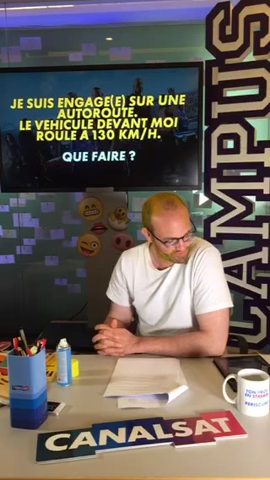 JE SUIS ENGAGE(E) SUR UNE
AUTOROUTE.
LE VEHICULE DEVANT MOI
ROULE A 130 KM/H.
QUE FAIRE ?
CAMPUS
CANALSAT